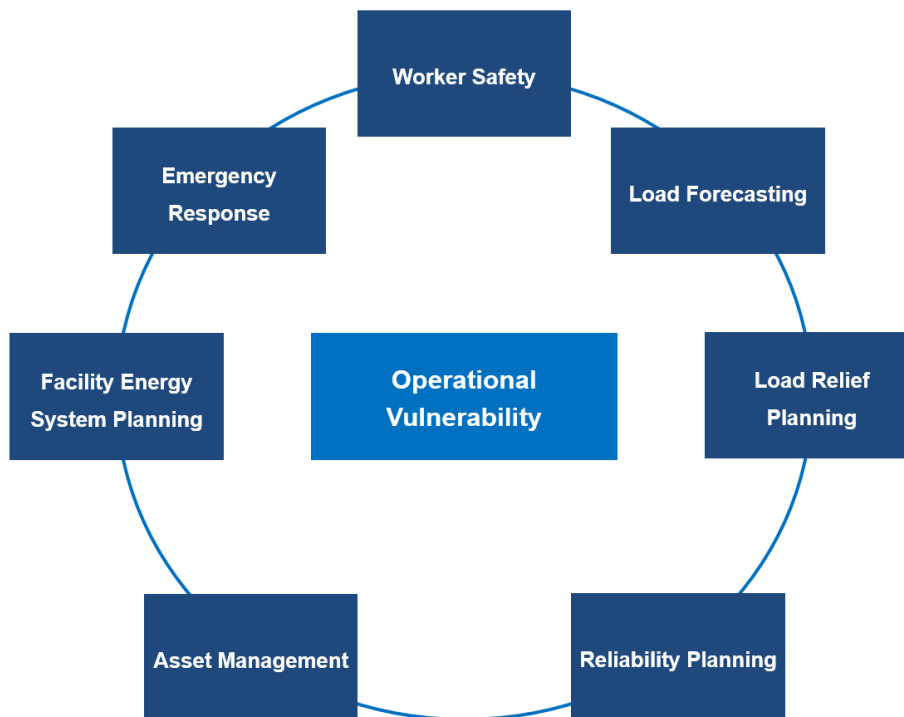 Worker Safety
Emergency
Response
Load Forecasting
Facility Energy
System Planning
Operational
Vulnerability
Load Relief
Planning
Asset Management
Reliability Planning